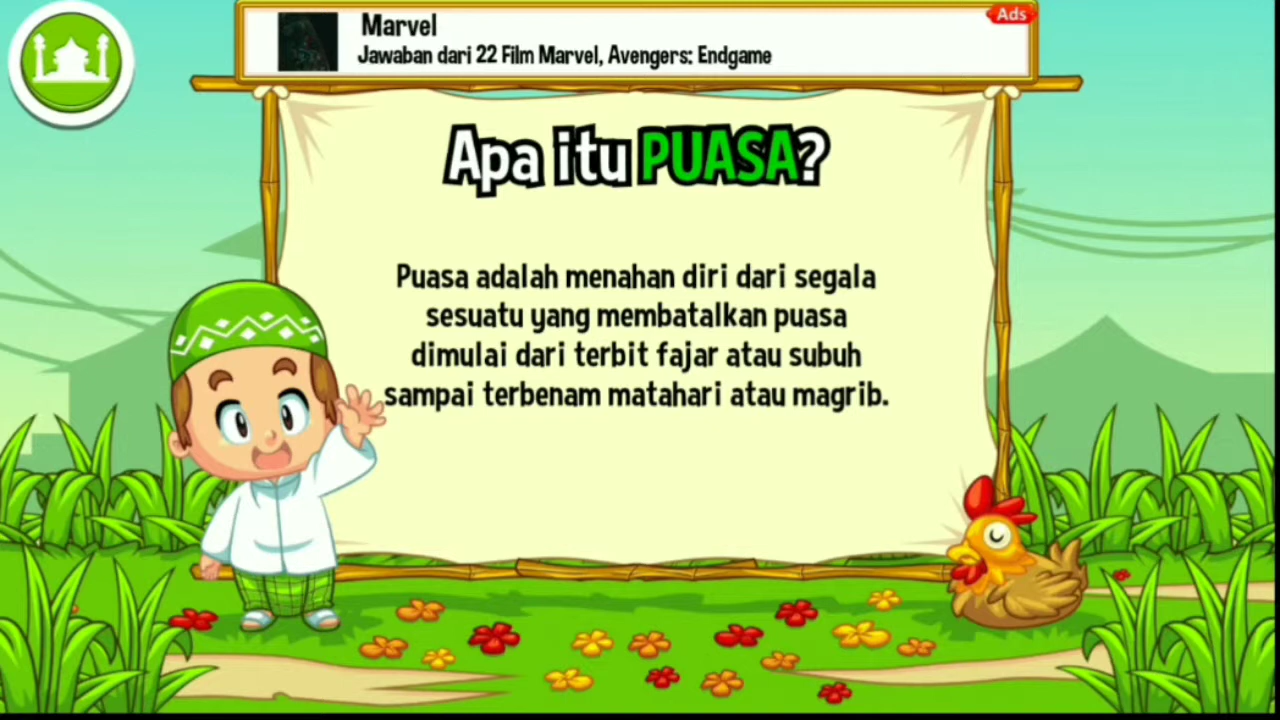 Marvel
Ads
Jawaban dari 22 Film Marvel, Avengers: Endgame
Apa itu PUASA?
Puasa adalah menahan diri dari segala
sesuatu yang membatalkan puasa
dimulai dari terbit fajar atau subuh
sampai terbenam matahari atau magrib.